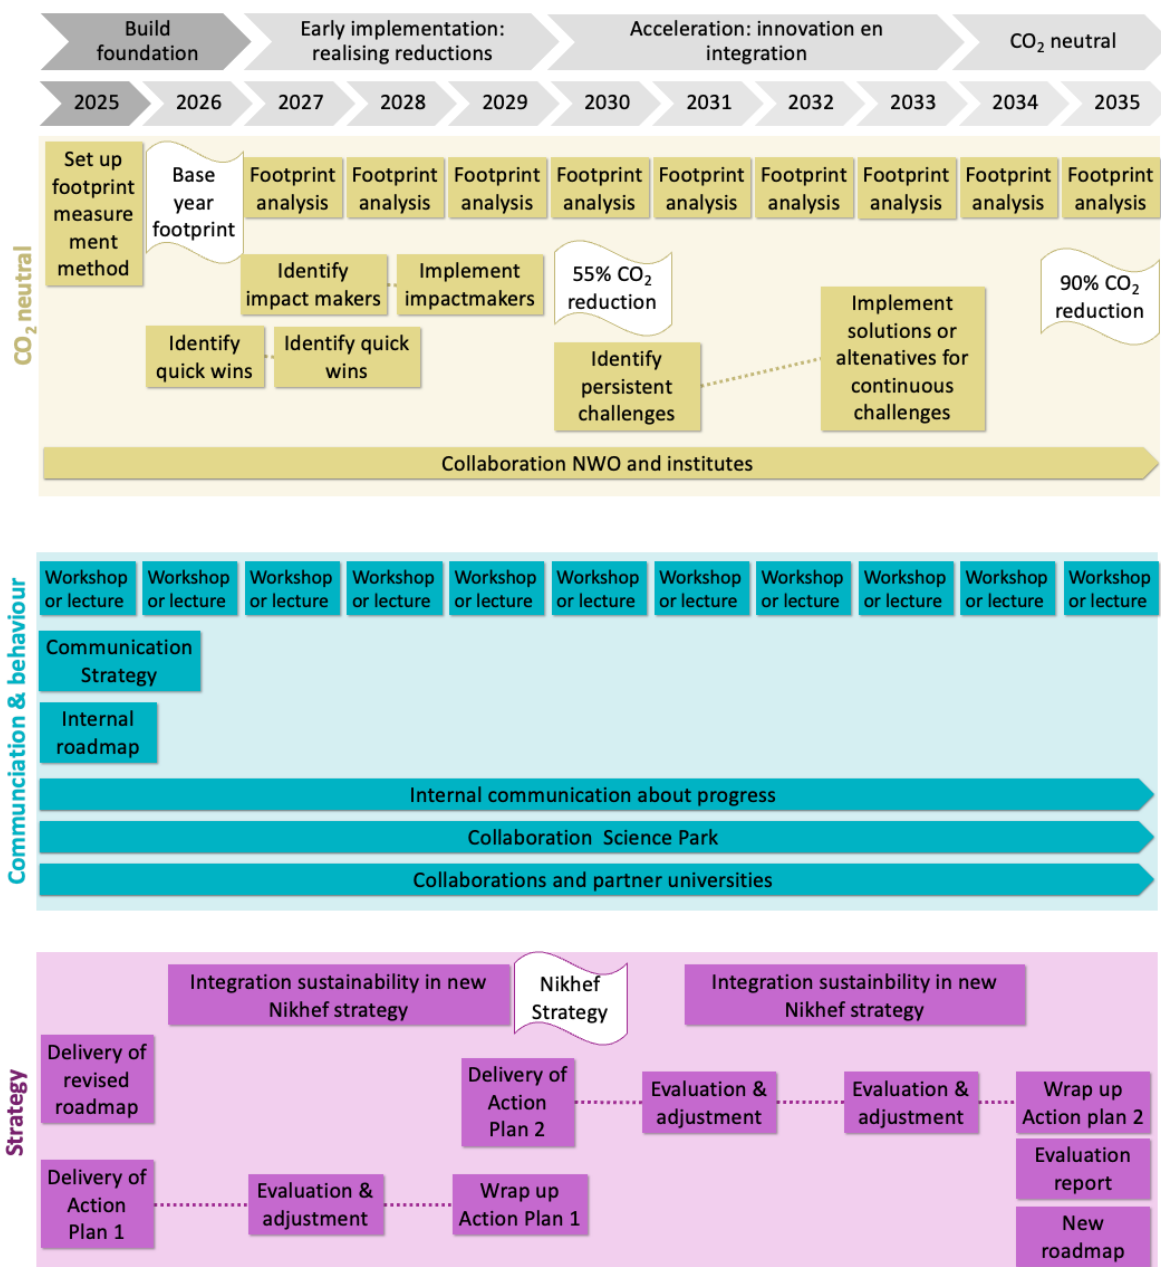 Build
foundation
Early implementation:
realising reductions
Acceleration: innovation en
integration
CO₂ neutral
2025
2026
2027
2028
2029
2030
2031
2032
2033
2034
2035
CO₂ neutral
Set up
footprint
measure
ment
method
Base
year
footprint
Footprint
analysis
Footprint
analysis
Footprint
analysis
Footprint
analysis
Footprint
analysis
Footprint
analysis
Footprint
analysis
Footprint
analysis
Footprint
analysis
Identify
impact makers
Implement
impactmakers
55% CO₂
reduction
90% CO₂
reduction
Identify
quick wins
Identify quick
wins
Identify
persistent
challenges
Implement
solutions or
altenatives for
continuous
challenges
Collaboration NWO and institutes
Communciation & behaviour
Workshop
or lecture
Workshop
or lecture
Workshop
or lecture
Workshop
or lecture
Workshop
or lecture
Workshop
or lecture
Workshop
or lecture
Workshop
or lecture
Workshop
or lecture
Workshop
or lecture
Workshop
or lecture
Communication
Strategy
Internal
roadmap
Internal communication about progress
Collaboration  Science Park
Collaborations and partner universities
Strategy
Integration sustainability in new
Nikhef strategy
Nikhef
Strategy
Integration sustainbility in new
Nikhef strategy
Delivery of
revised
roadmap
Delivery of
Action
Plan 2
Evaluation &
adjustment
Evaluation &
adjustment
Wrap up
Action plan 2
Evaluation
report
New
roadmap
Delivery of
Action
Plan 1
Evaluation &
adjustment
Wrap up
Action Plan 1